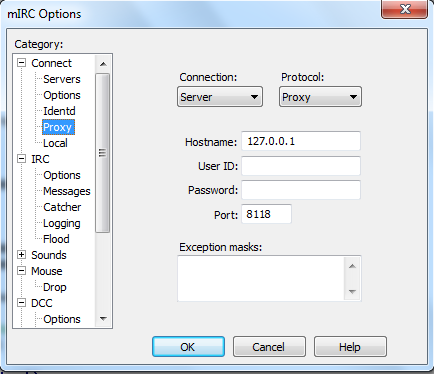 mIRC Options
Category:
Connect
Servers
Options
Identd
Proxy
Local
IRC
Options
Messages
Catcher
Logging
Flood
Sounds
Mouse
Drop
DCC
Options
Connection:
Protocol:
Server
Proxy
Hostname: 127.0.0.1
User ID:
Password:
Port: 8118
Exception masks:
OK
Cancel
Help